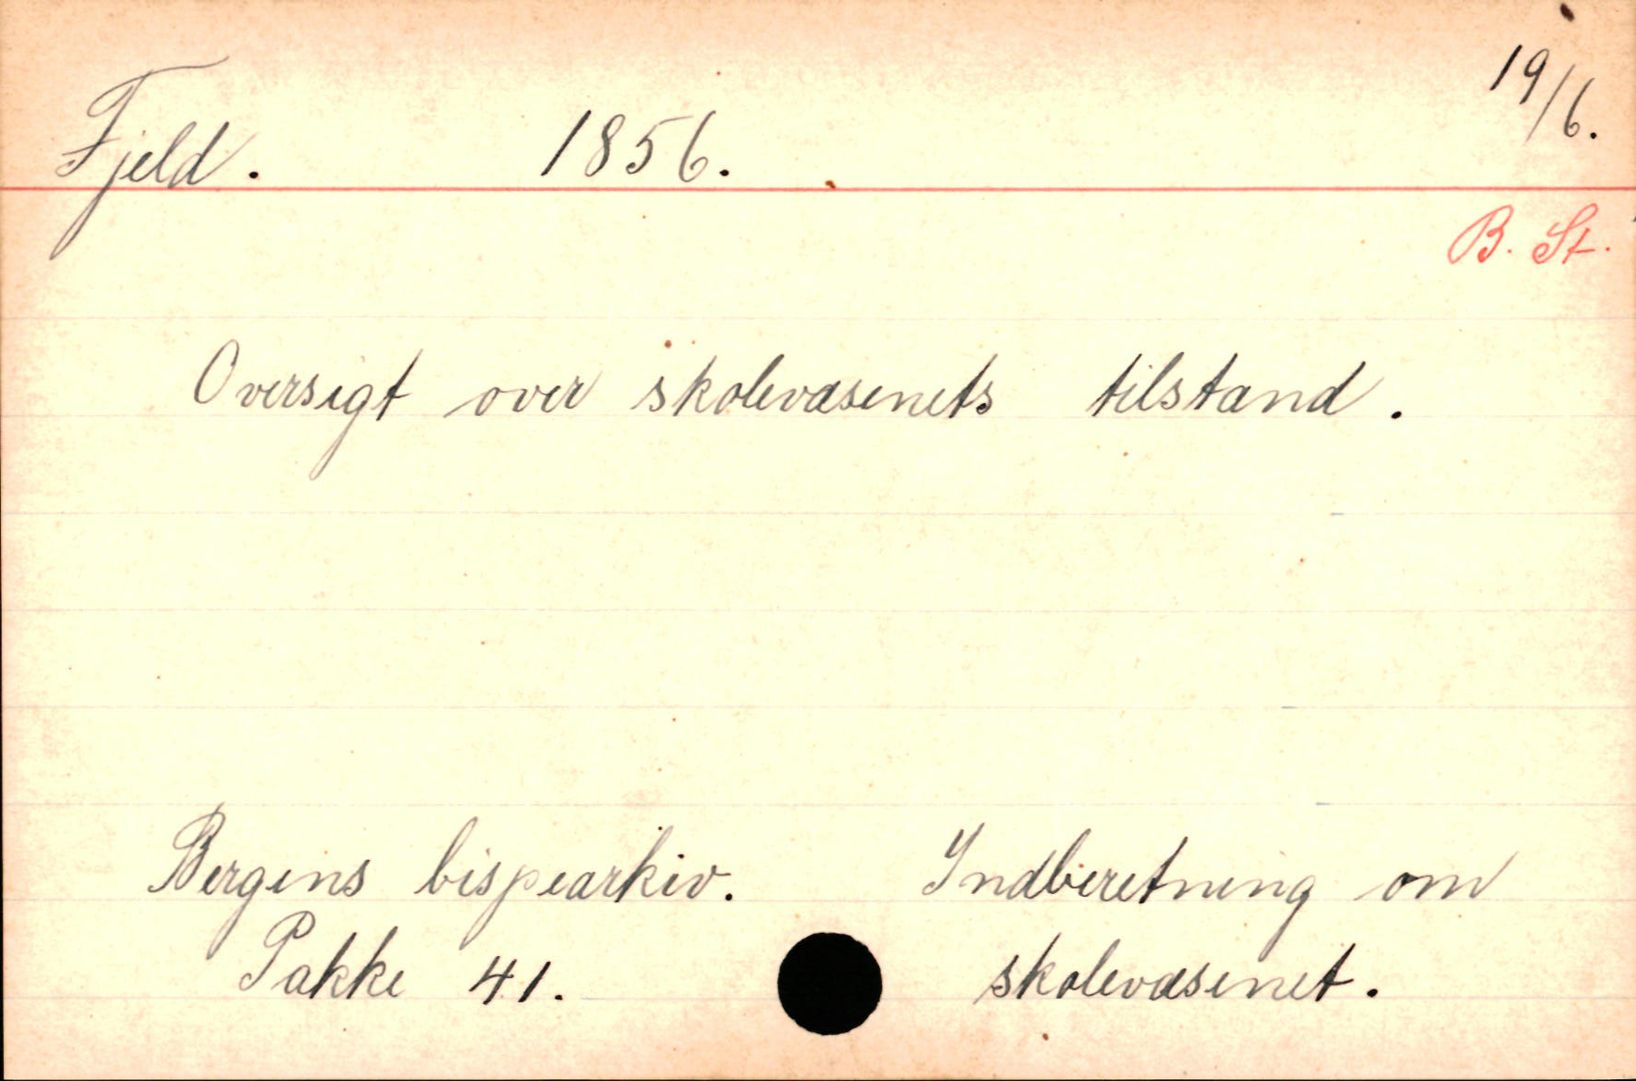 19/6.
Fjeld. 1856.
B. St.
Oversigt over skolevæsenets tilstand.
Bergens bispearkiv. Indberetning om
Pakke 41. skolevæsenet.